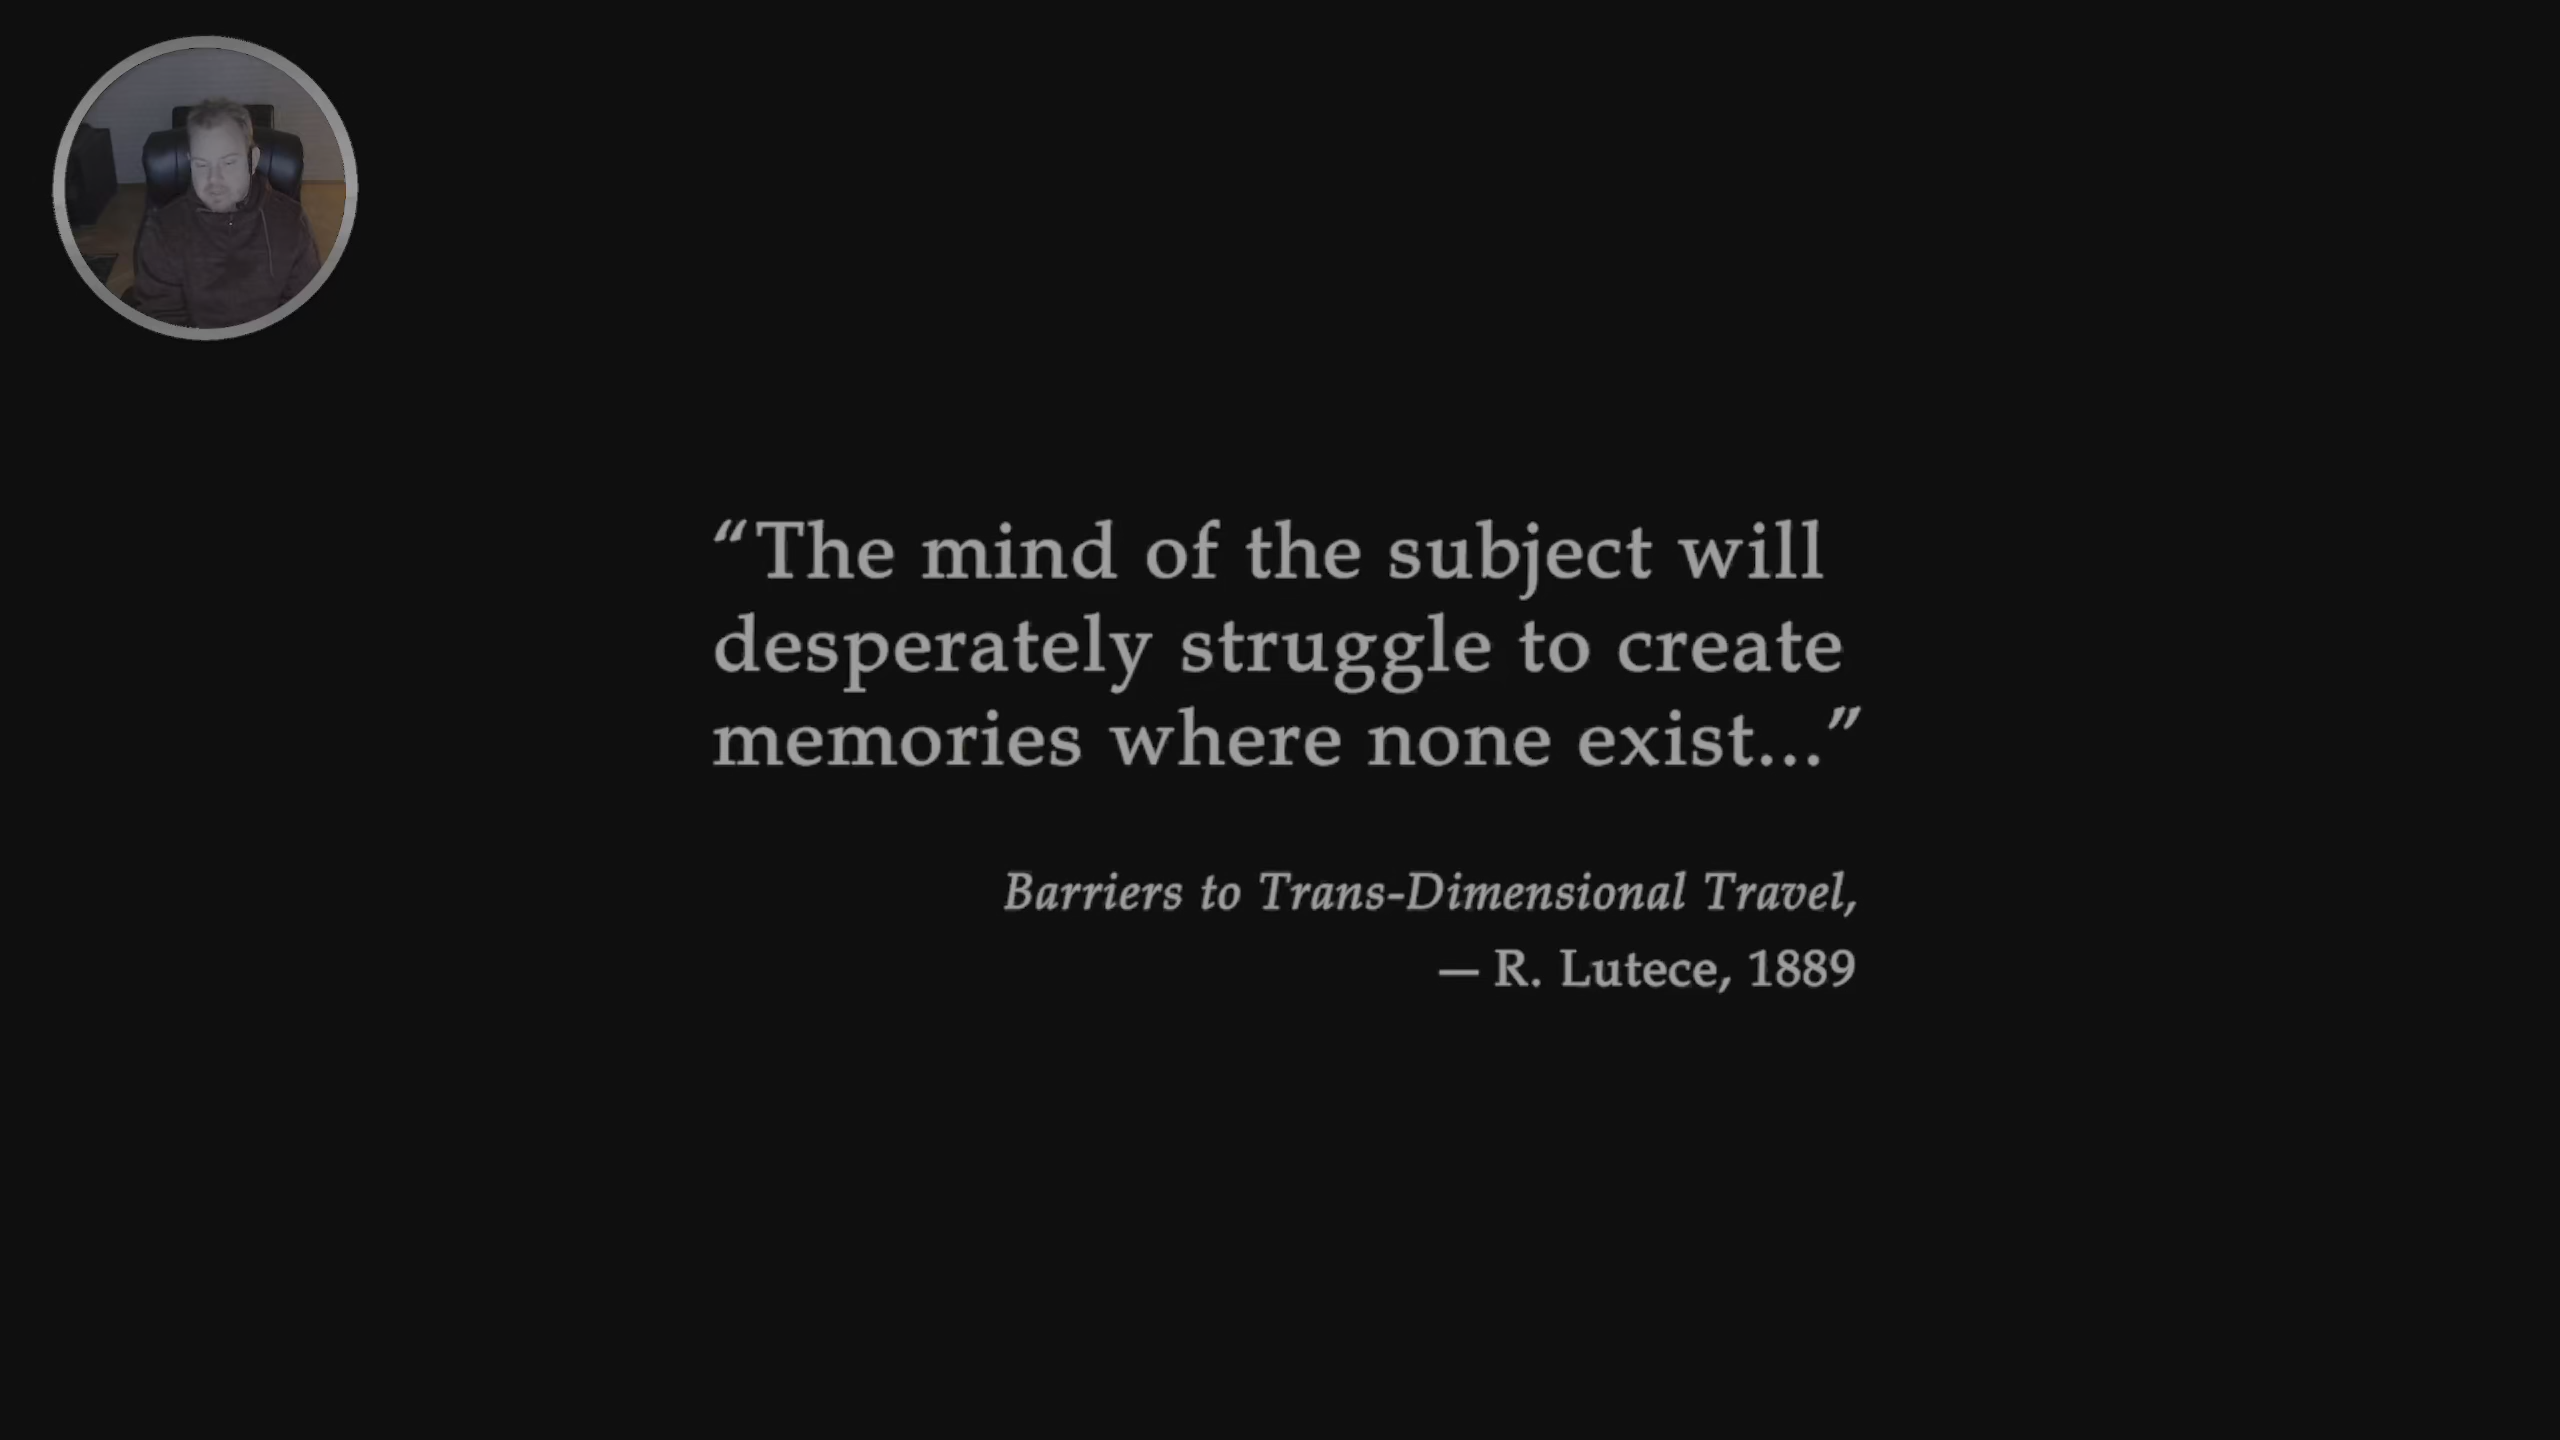 “The mind of the subject will
desperately struggle to create
memories where none exist...”
Barriers to Trans-Dimensional Travel,
— R. Lutece, 1889